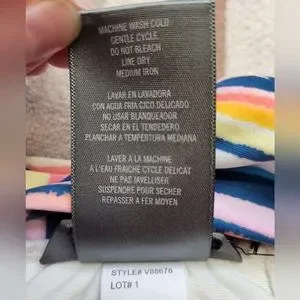 MACHINE WASH COLD
GENTLE CYCLE
DO NOT BLEACH
LINE DRY
MEDIUM IRON
LAVAR EN LAVADORA
CON AGUA FRIA CICO DELICADO
NO USAR BLANQUEADOR
SECAR EN EL TENDEDERO
PLANCHAR A TEMPERTURA MEDIANA
LAVER A LA MACHINE
A L'EAU FRAICHE CYCLE DELICAT
NE PAS JAVELLISER
SUSPENDRE POUR SECHER
REPASSER A FER MOYEN
STYLE# V88678
LOT# 1